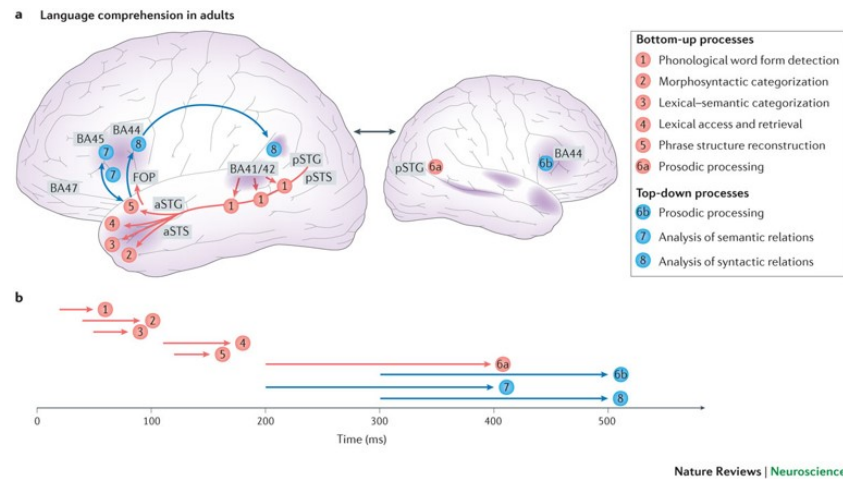 a Language comprehension in adults
BA45
BA44
7
8
7
BA47
FOP
5
4
3
2
aSTG
aSTS
BA41/42
1
1
1
8
pSTG
pSTS
pSTG
6a
6b
BA44
Bottom-up processes
1 Phonological word form detection
2 Morphosyntactic categorization
3 Lexical–semantic categorization
4 Lexical access and retrieval
5 Phrase structure reconstruction
6a Prosodic processing
Top-down processes
6b Prosodic processing
7 Analysis of semantic relations
8 Analysis of syntactic relations
b
1
2
3
4
5
6a
6b
7
8
0 100 200 300 400 500
Time (ms)
Nature Reviews | Neuroscience